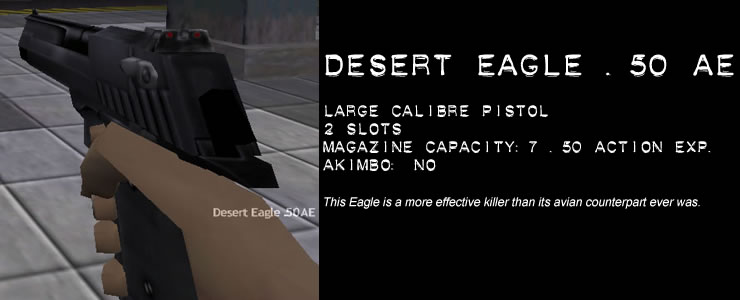 DESERT EAGLE . 50 AE
LARGE CALIBRE PISTOL
2 SLOTS
MAGAZINE CAPACITY: 7 . 50 ACTION EXP.
AKIMBO: NO
This Eagle is a more effective killer than its avian counterpart ever was.
Desert Eagle .50AE